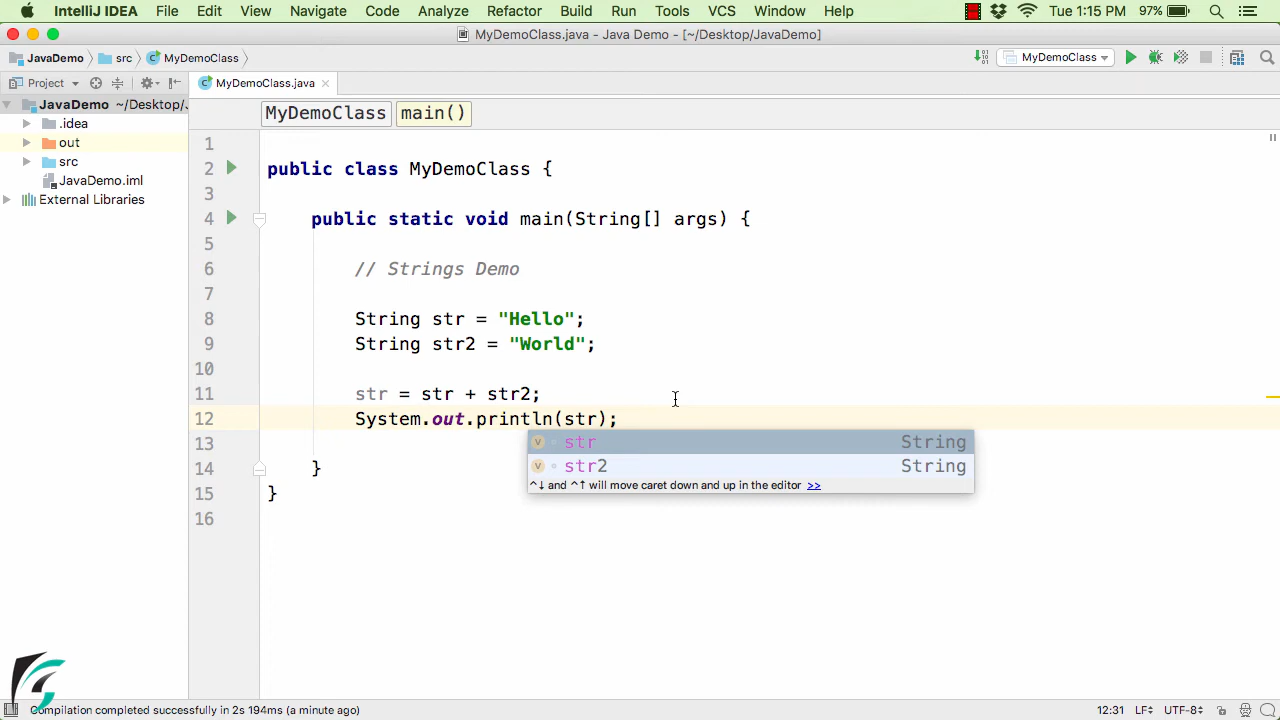 IntelliJ IDEA File Edit View Navigate Code Analyze Refactor Build Run Tools VCS Window Help Tue 1:15 PM 97%
MyDemoClass.java - Java Demo - [~/Desktop/JavaDemo]
JavaDemo src MyDemoClass MyDemoClass
Project MyDemoClass.java
JavaDemo ~/Desktop/J
MyDemoClass main()
.idea
out
src
JavaDemo.iml
External Libraries
1
2 public class MyDemoClass {
3
4 public static void main(String[] args) {
5
6 // Strings Demo
7
8 String str = "Hello";
9 String str2 = "World";
10
11 str = str + str2;
12 System.out.println(str);
13
str String
14 }
str2 String
^↓ and ^↑ will move caret down and up in the editor >>
15 }
16
Compilation completed successfully in 2s 194ms (a minute ago) 12:31 LF UTF-8